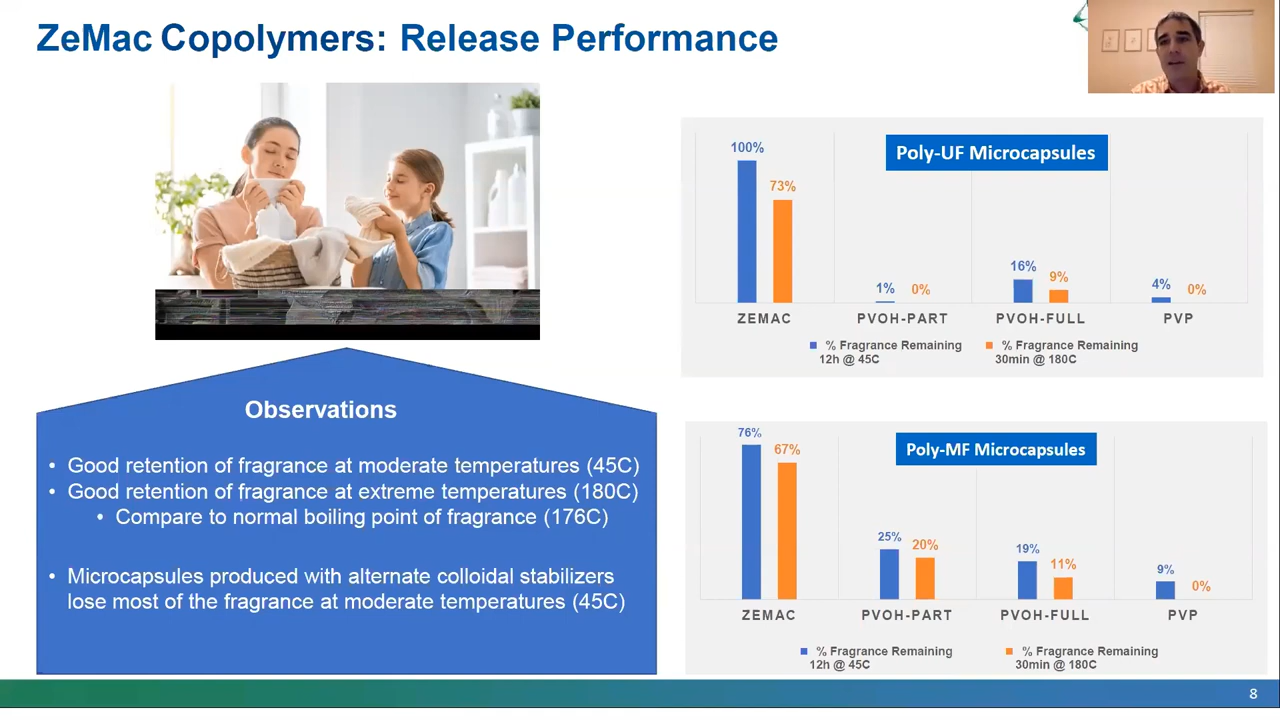 ZeMac Copolymers: Release Performance
Poly-UF Microcapsules
100%
73%
1%
0%
16%
9%
4%
0%
ZEMAC
PVOH-PART
PVOH-FULL
PVP
% Fragrance Remaining
12h @ 45C
% Fragrance Remaining
30min @ 180C
Observations
• Good retention of fragrance at moderate temperatures (45C)
• Good retention of fragrance at extreme temperatures (180C)
• Compare to normal boiling point of fragrance (176C)
• Microcapsules produced with alternate colloidal stabilizers
lose most of the fragrance at moderate temperatures (45C)
Poly-MF Microcapsules
76%
67%
25%
20%
19%
11%
9%
0%
ZEMAC
PVOH-PART
PVOH-FULL
PVP
% Fragrance Remaining
12h @ 45C
% Fragrance Remaining
30min @ 180C
8